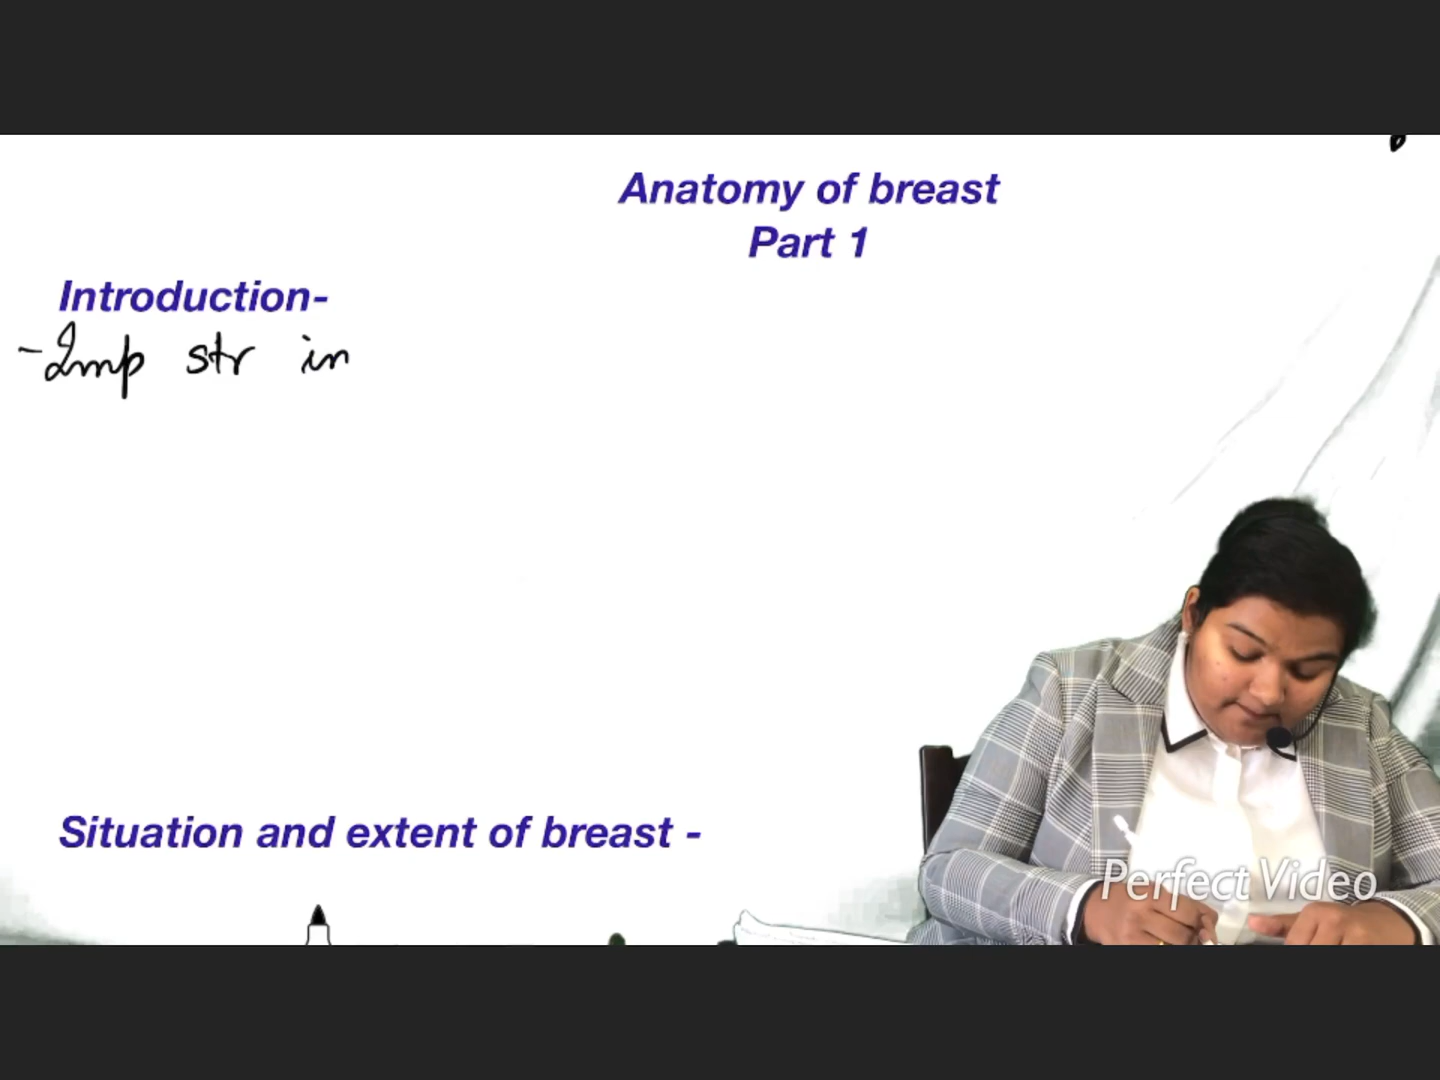 Anatomy of breast
Part 1
Introduction-
-Imp str in
Situation and extent of breast -
Perfect Video